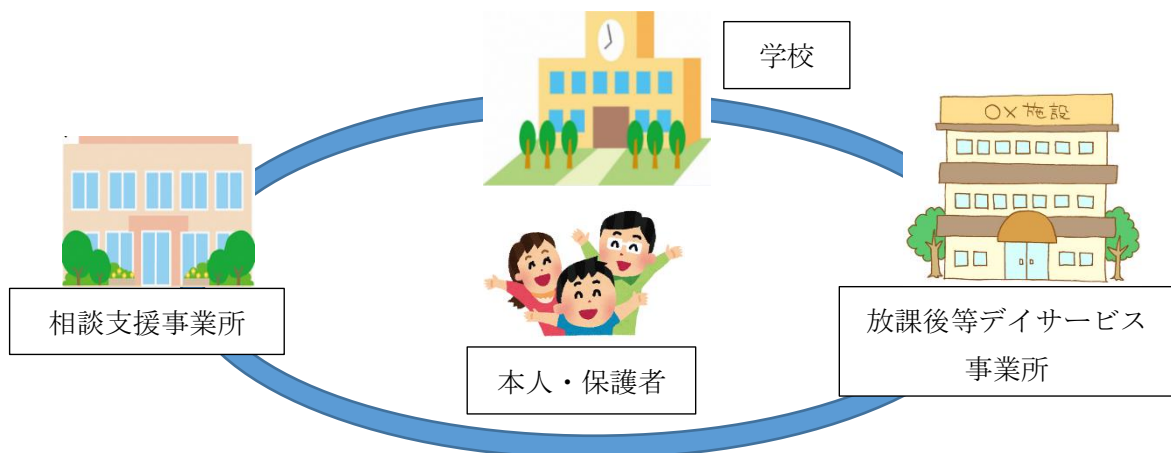 学校
○×施設
相談支援事業所
放課後等デイサービス
事業所
本人・保護者